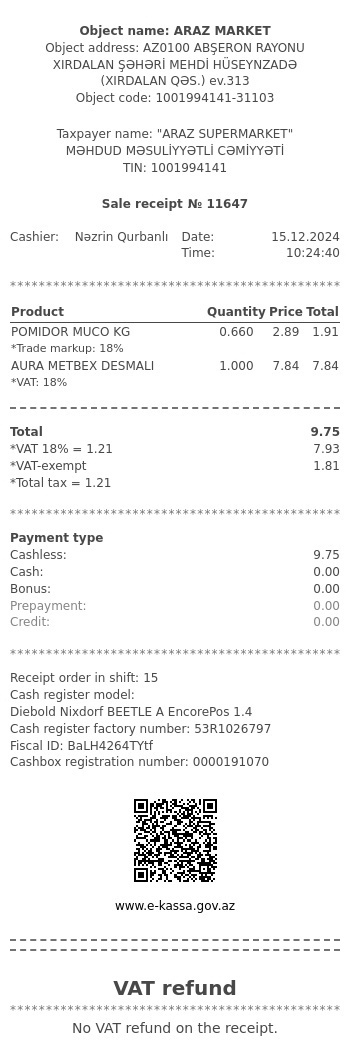 Object name: ARAZ MARKET
Object address: AZ0100 ABŞERON RAYONU
XIRDALAN ŞƏHƏRİ MEHDİ HÜSEYNZADƏ
(XIRDALAN QƏS.) ev.313
Object code: 1001994141-31103
Taxpayer name: "ARAZ SUPERMARKET"
MƏHDUD MƏSULİYYƏTLİ CƏMİYYƏTİ
TIN: 1001994141
Sale receipt № 11647
Cashier: Nəzrin Qurbanlı Date: 15.12.2024
Time: 10:24:40
**********************************************
Product Quantity Price Total
POMIDOR MUCO KG 0.660 2.89 1.91
*Trade markup: 18%
AURA METBEX DESMALI 1.000 7.84 7.84
*VAT: 18%
Total 9.75
*VAT 18% = 1.21 7.93
*VAT-exempt 1.81
*Total tax = 1.21
**********************************************
Payment type
Cashless: 9.75
Cash: 0.00
Bonus: 0.00
Prepayment: 0.00
Credit: 0.00
**********************************************
Receipt order in shift: 15
Cash register model:
Diebold Nixdorf BEETLE A EncorePos 1.4
Cash register factory number: 53R1026797
Fiscal ID: BaLH4264TYtf
Cashbox registration number: 0000191070
www.e-kassa.gov.az
VAT refund
**********************************************
No VAT refund on the receipt.